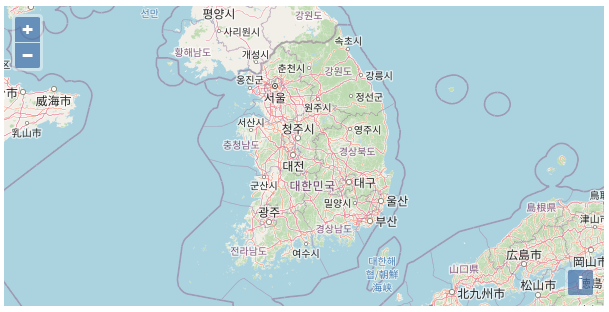 선안
평양시
강원도
사리원시
황해남도
개성시
속초시
+
−
옹진군
춘천시
강원도
강릉시
서울
정선군
원주시
威海市
乳山市
서산시
청주시
영주시
충청남도
경상북도
대전
군산시
대한민국
대구
밀양시
울산
광주
부산
경상남도
전라남도
여수시
대한해
협/朝鮮
海峡
島根県
津山
広島市
岡山市
山口県
北九州市
松山市
徳島
i